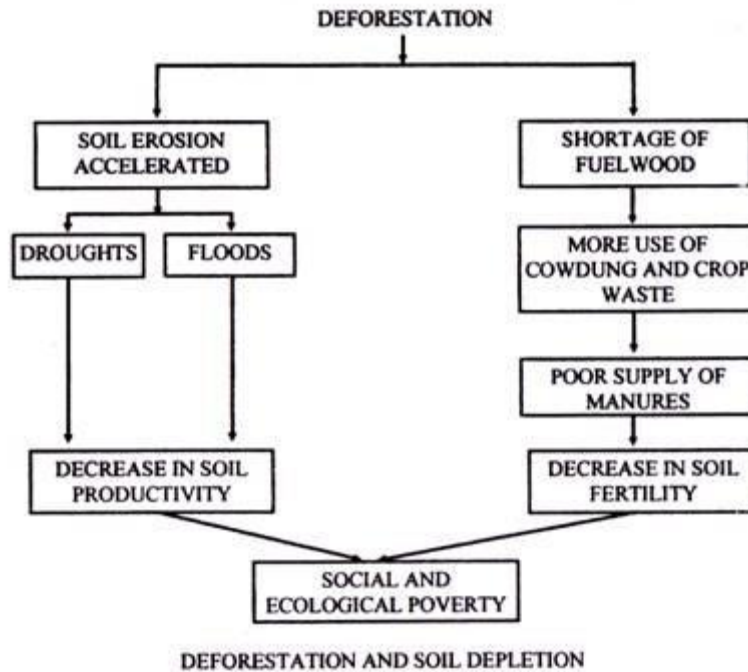 DEFORESTATION
SOIL EROSION
ACCELERATED
SHORTAGE OF
FUELWOOD
DROUGHTS
FLOODS
MORE USE OF
COWDUNG AND CROP
WASTE
POOR SUPPLY OF
MANURES
DECREASE IN SOIL
PRODUCTIVITY
DECREASE IN SOIL
FERTILITY
SOCIAL AND
ECOLOGICAL POVERTY
DEFORESTATION AND SOIL DEPLETION